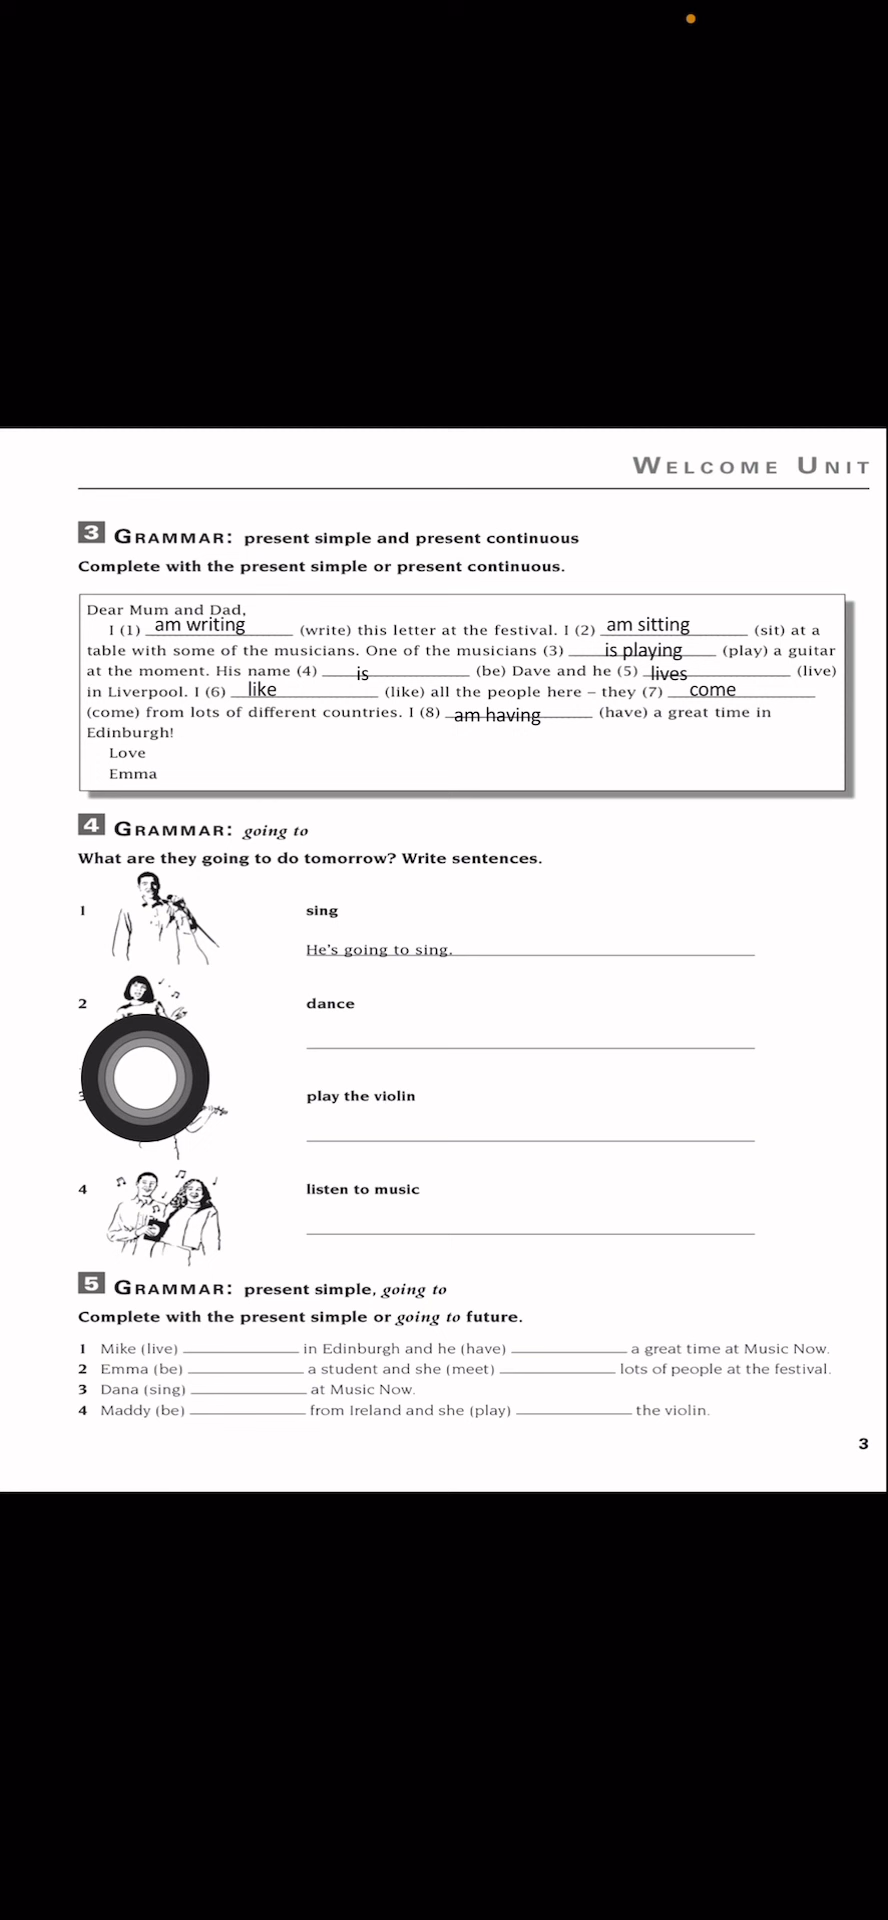 WELCOME UNIT
3 GRAMMAR: present simple and present continuous
Complete with the present simple or present continuous.
Dear Mum and Dad,
I (1) am writing (write) this letter at the festival. I (2) am sitting (sit) at a
table with some of the musicians. One of the musicians (3) is playing (play) a guitar
at the moment. His name (4) is (be) Dave and he (5) lives (live)
in Liverpool. I (6) like (like) all the people here – they (7) come
(come) from lots of different countries. I (8) am having (have) a great time in
Edinburgh!
Love
Emma
4 GRAMMAR: going to
What are they going to do tomorrow? Write sentences.
1 sing
He's going to sing.
2 dance
3 play the violin
4 listen to music
5 GRAMMAR: present simple, going to
Complete with the present simple or going to future.
1 Mike (live) ____________ in Edinburgh and he (have) ____________ a great time at Music Now.
2 Emma (be) ____________ a student and she (meet) ____________ lots of people at the festival.
3 Dana (sing) ____________ at Music Now.
4 Maddy (be) ____________ from Ireland and she (play) ____________ the violin.
3